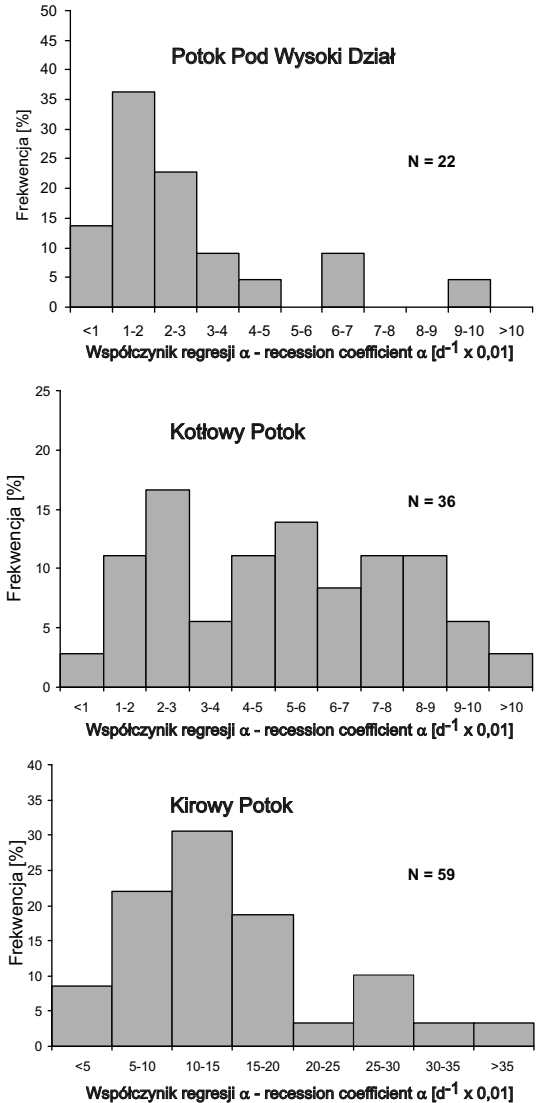 50
45
40
35
30
25
20
15
10
5
0
Frekwencja [%]
Potok Pod Wysoki Dział
N = 22
<1 1-2 2-3 3-4 4-5 5-6 6-7 7-8 8-9 9-10 >10
Współczynik regresji α - recession coefficient α [d-1 x 0,01]
25
20
15
10
5
0
Frekwencja [%]
Kotłowy Potok
N = 36
<1 1-2 2-3 3-4 4-5 5-6 6-7 7-8 8-9 9-10 >10
Współczynik regresji α - recession coefficient α [d-1 x 0,01]
40
35
30
25
20
15
10
5
0
Frekwencja [%]
Kirowy Potok
N = 59
<5 5-10 10-15 15-20 20-25 25-30 30-35 >35
Współczynik regresji α - recession coefficient α [d-1 x 0,01]